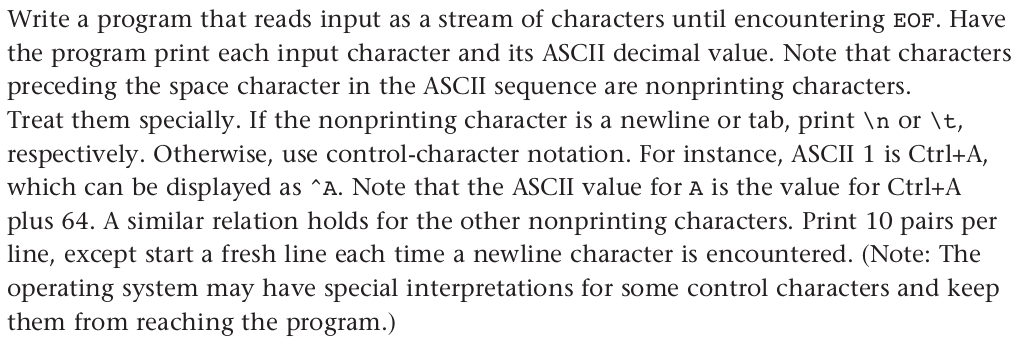 Write a program that reads input as a stream of characters until encountering EOF. Have
the program print each input character and its ASCII decimal value. Note that characters
preceding the space character in the ASCII sequence are nonprinting characters.
Treat them specially. If the nonprinting character is a newline or tab, print \n or \t,
respectively. Otherwise, use control-character notation. For instance, ASCII 1 is Ctrl+A,
which can be displayed as ^A. Note that the ASCII value for A is the value for Ctrl+A
plus 64. A similar relation holds for the other nonprinting characters. Print 10 pairs per
line, except start a fresh line each time a newline character is encountered. (Note: The
operating system may have special interpretations for some control characters and keep
them from reaching the program.)